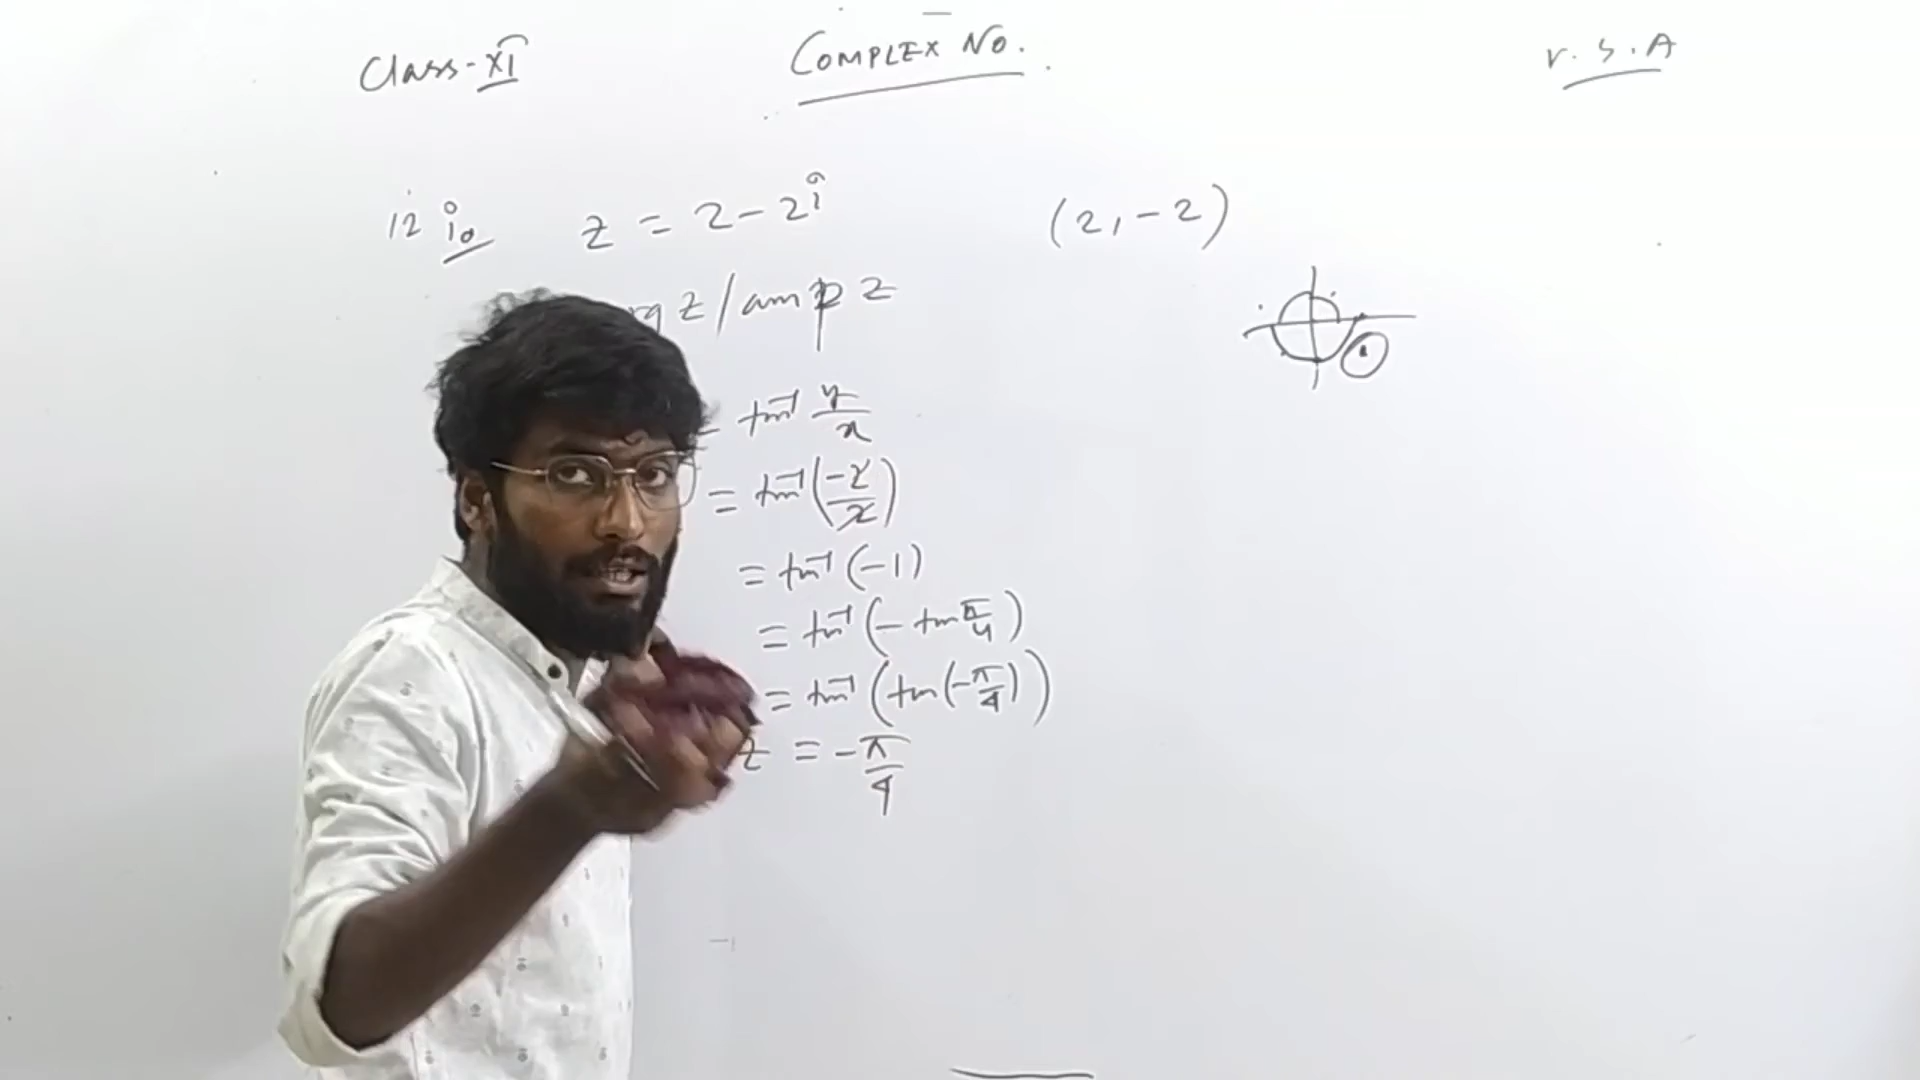 Class-XI
COMPLEX NO.
V. S. A
12 i. z = 2 - 2i (2, -2)
rg z / amp z
= tan⁻¹ y/x
= tan⁻¹ (-2/2)
= tan⁻¹ (-1)
= tan⁻¹ (- tan π/4)
= tan⁻¹ (tan (-π/4))
z = -π/4